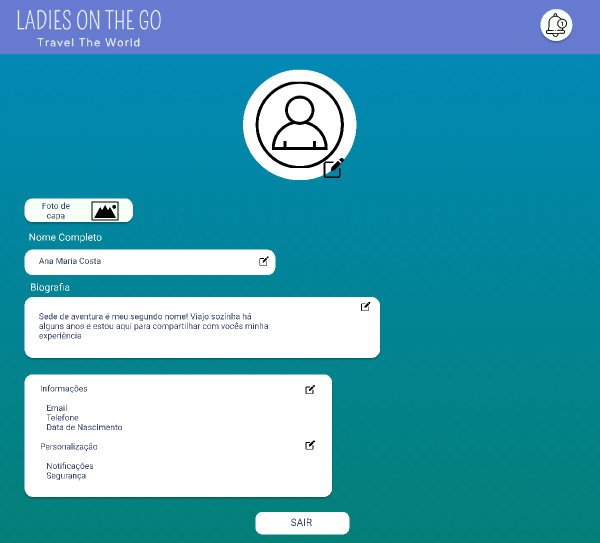 LADIES ON THE GO
Travel The World
1
Foto de
capa
Nome Completo
Ana Maria Costa
Biografia
Sede de aventura é meu segundo nome! Viajo sozinha há
alguns anos e estou aqui para compartilhar com vocês minha
experiência
Informações
Email
Telefone
Data de Nascimento
Personalização
Notificações
Segurança
SAIR